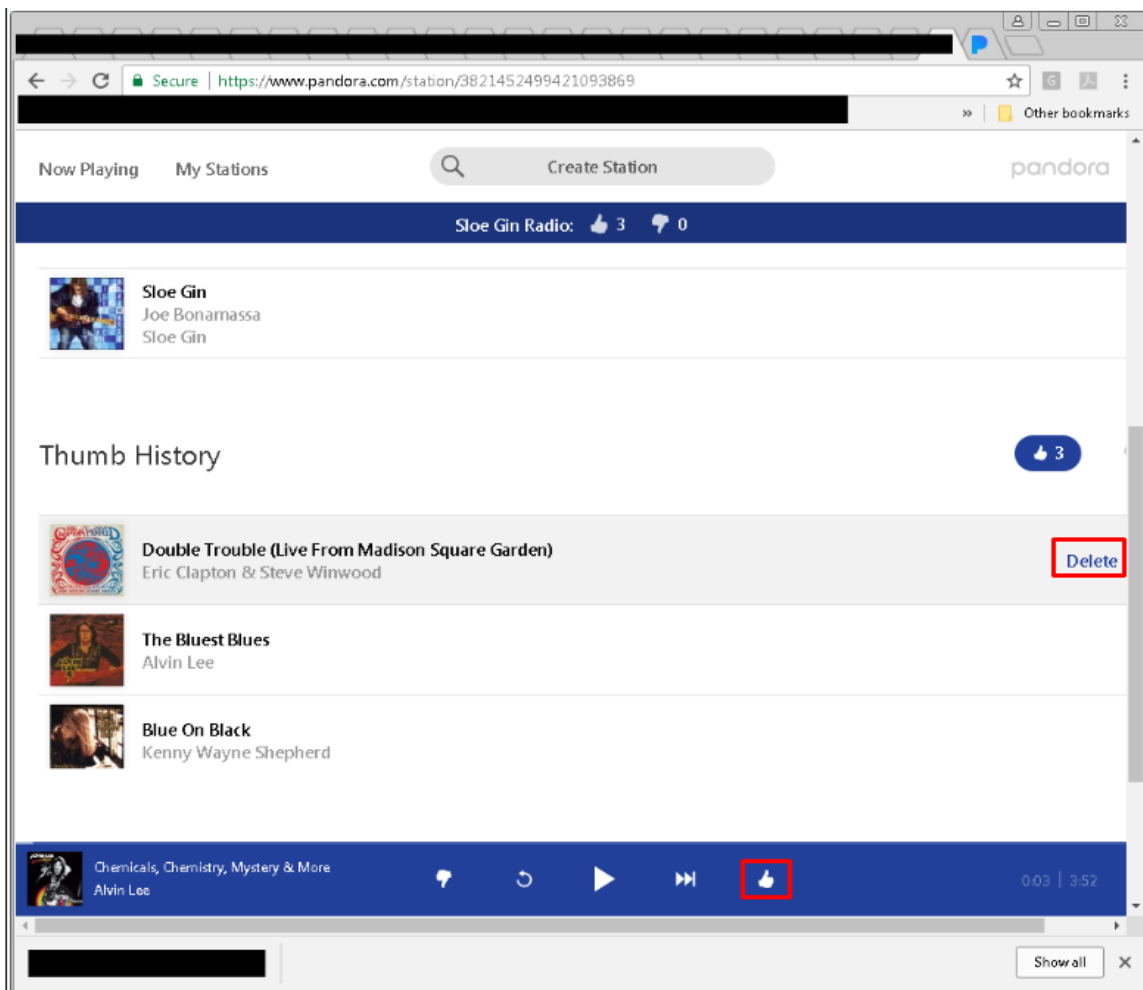 Secure | https://www.pandora.com/station/3821452499421093869
» Other bookmarks
Now Playing My Stations Create Station pandora
Sloe Gin Radio: 3 0
Sloe Gin
Joe Bonamassa
Sloe Gin
Thumb History 3
Double Trouble (Live From Madison Square Garden)
Eric Clapton & Steve Winwood
Delete
The Bluest Blues
Alvin Lee
Blue On Black
Kenny Wayne Shepherd
Chemicals, Chemistry, Mystery & More
Alvin Lee
0:03 | 3:52
Show all